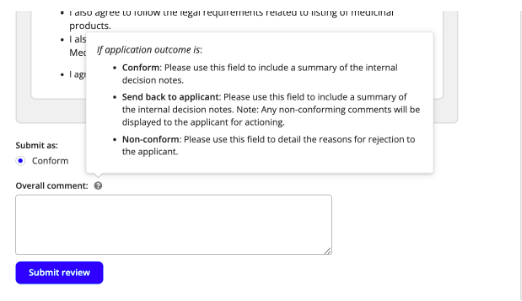 • I also agree to follow the legal requirements related to listing of medicinal
products.
• I als
Med
• I agr
If application outcome is:
• Conform: Please use this field to include a summary of the internal
decision notes.
• Send back to applicant: Please use this field to include a summary of
the internal decision notes. Note: Any non-conforming comments will be
displayed to the applicant for actioning.
• Non-conform: Please use this field to detail the reasons for rejection to
the applicant.
Submit as:
Conform
Overall comment: ?
Submit review